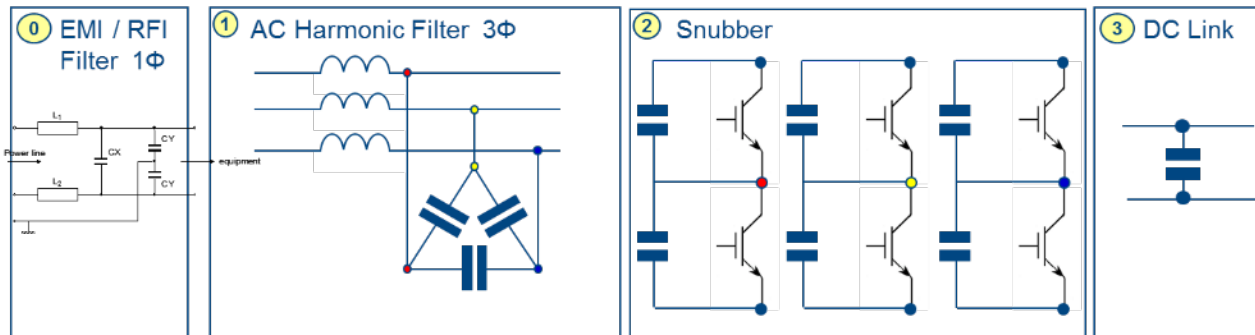 0 EMI / RFI
Filter 1Φ
L1
Power line
CX
CY
CY
equipment
L2
1 AC Harmonic Filter 3Φ
2 Snubber
3 DC Link